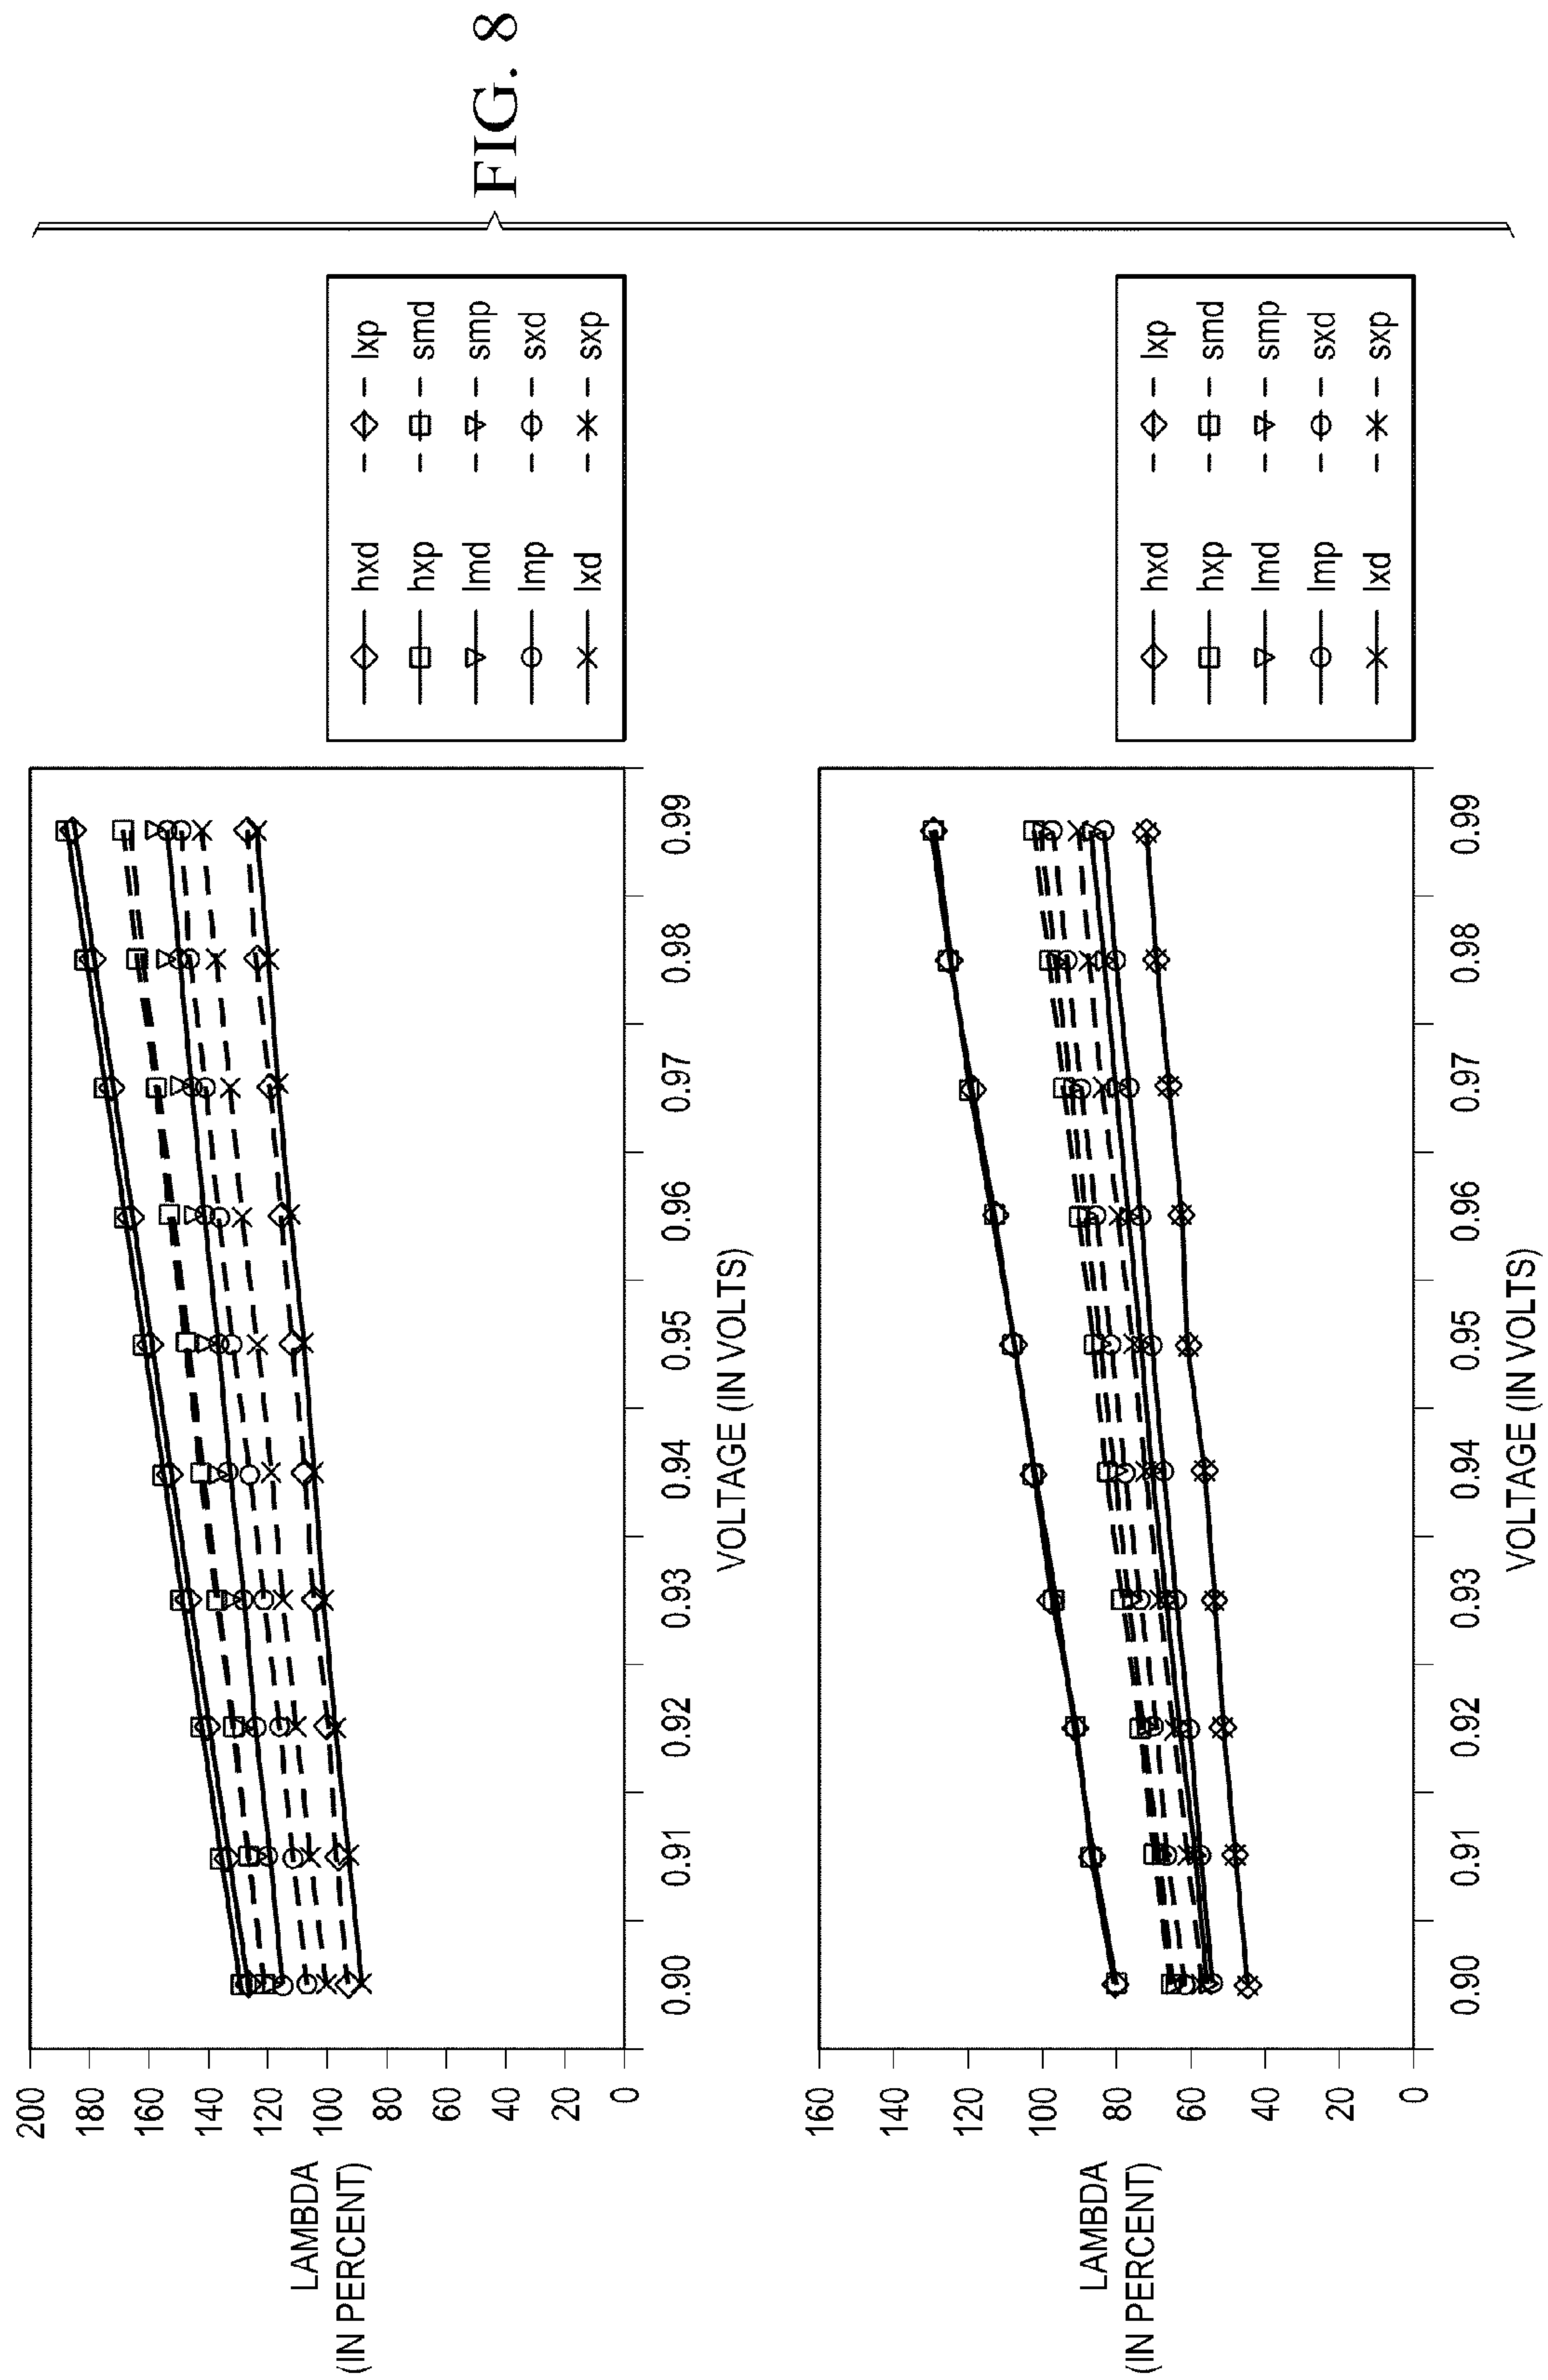 200
180
160
140
120
100
80
60
40
20
0
LAMBDA
(IN PERCENT)
0.90
0.91
0.92
0.93
0.94
0.95
0.96
0.97
0.98
0.99
VOLTAGE (IN VOLTS)
hxd
lxp
hxp
smd
lmd
smp
lmp
sxd
lxd
sxp
160
140
120
100
80
60
40
20
0
LAMBDA
(IN PERCENT)
0.90
0.91
0.92
0.93
0.94
0.95
0.96
0.97
0.98
0.99
VOLTAGE (IN VOLTS)
hxd
lxp
hxp
smd
lmd
smp
lmp
sxd
lxd
sxp
FIG. 8